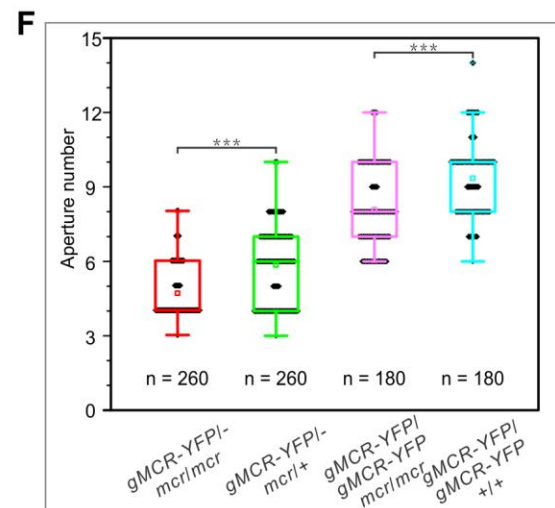 F
15
12
9
6
3
0
Aperture number
***
***
n = 260
n = 260
n = 180
n = 180
gMCR-YFP/-
mcr/mcr
gMCR-YFP/-
mcr/+
gMCR-YFP/
gMCR-YFP
mcr/mcr
gMCR-YFP/
gMCR-YFP
+/+